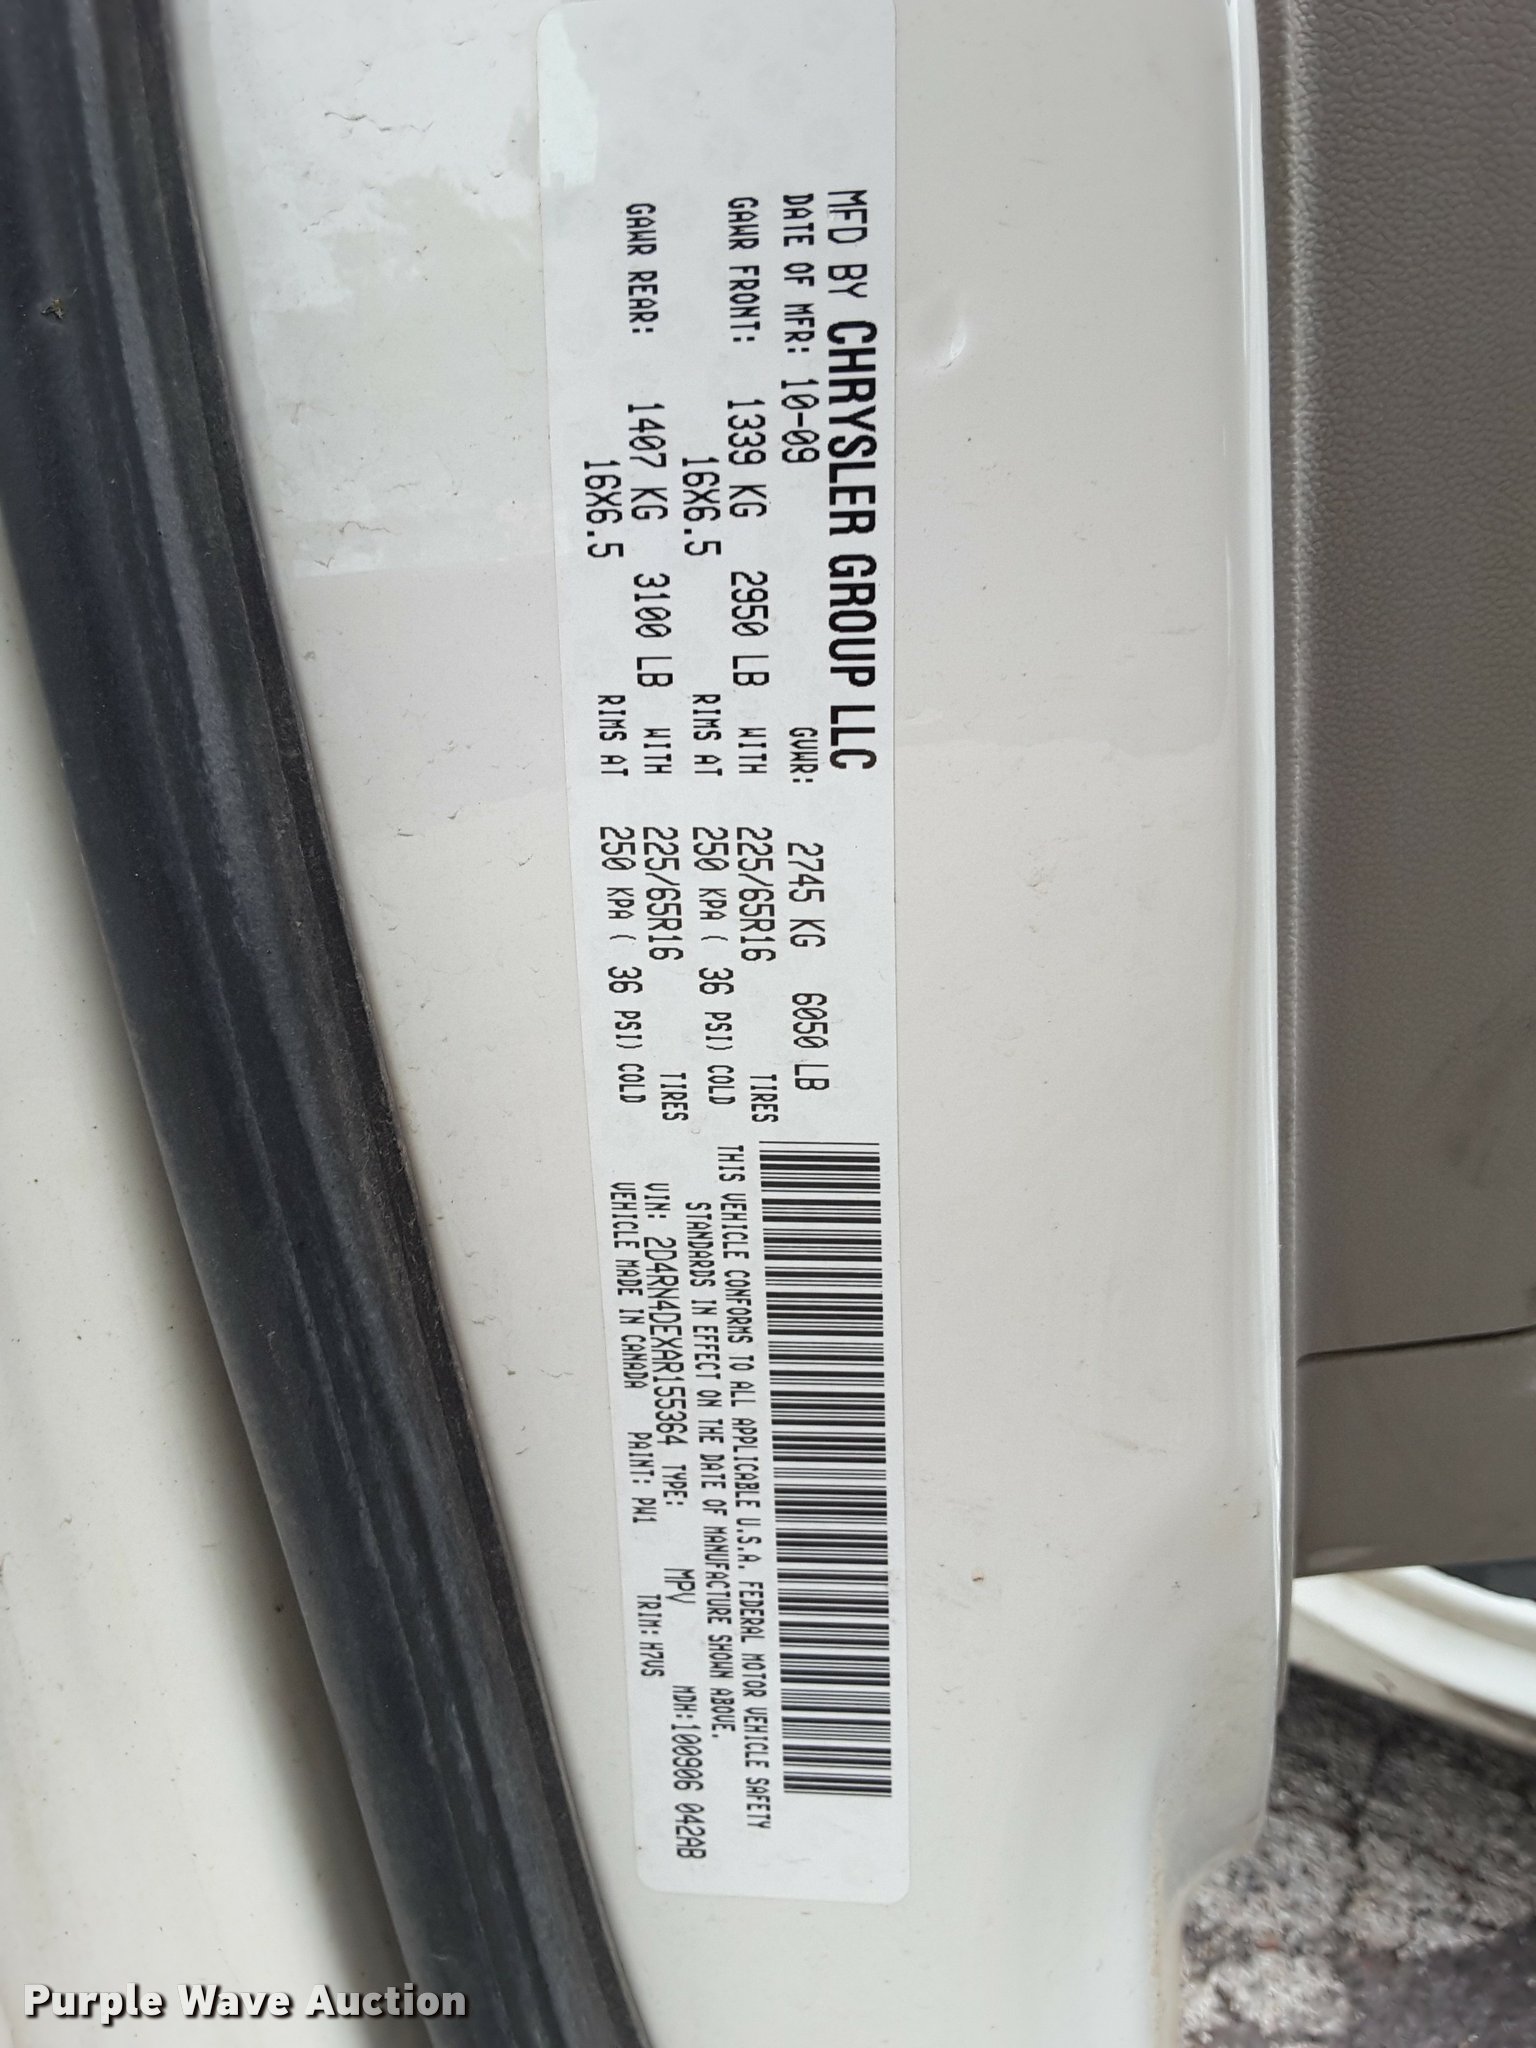 MFD BY CHRYSLER GROUP LLC
DATE OF MFR: 10-09 GVWR: 2745 KG 6050 LB
GAWR FRONT: 1339 KG 2950 LB WITH 225/65R16 TIRES
16X6.5 RIMS AT 250 KPA ( 36 PSI) COLD
GAWR REAR: 1407 KG 3100 LB WITH 225/65R16 TIRES
16X6.5 RIMS AT 250 KPA ( 36 PSI) COLD
THIS VEHICLE CONFORMS TO ALL APPLICABLE U.S.A. FEDERAL MOTOR VEHICLE SAFETY
STANDARDS IN EFFECT ON THE DATE OF MANUFACTURE SHOWN ABOVE.
VIN: 2D4RN4DEXAR155364 TYPE: MPV MDH:100906 042AB
VEHICLE MADE IN CANADA PAINT: PW1 TRIM: H7VS
Purple Wave Auction